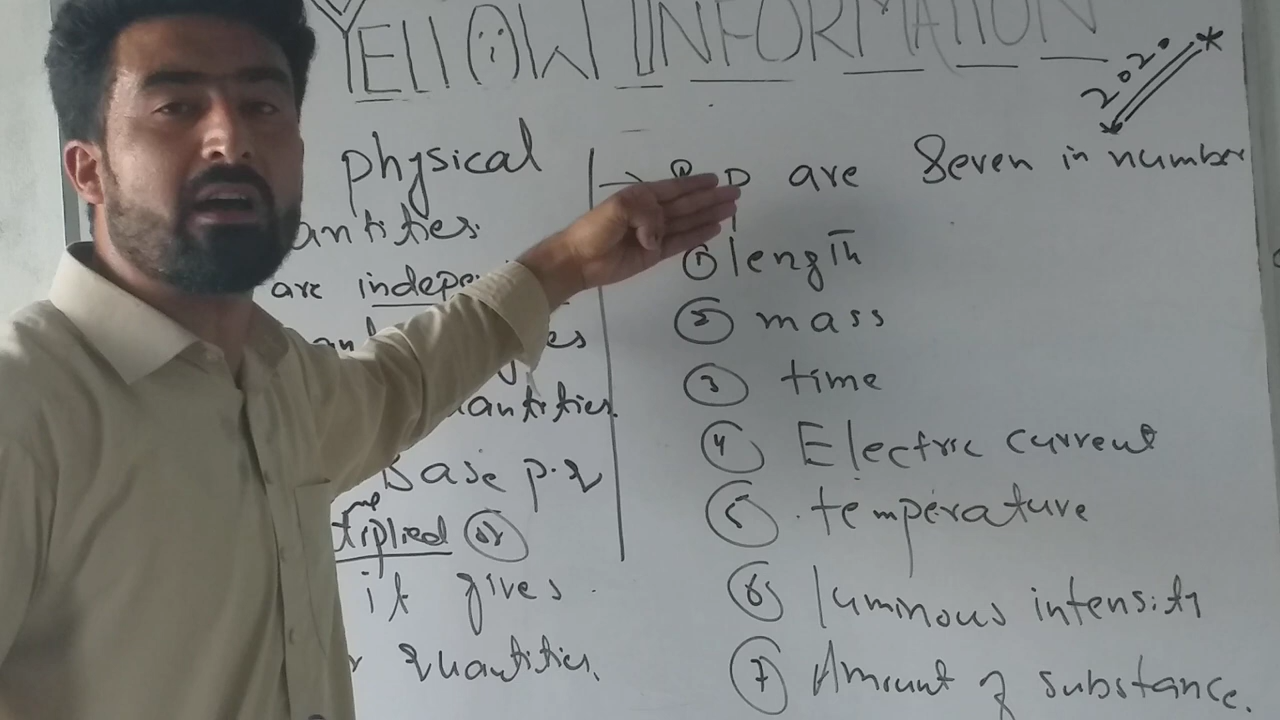 YELLOW INFORMATION
2020
physical
antities.
are indepe
es
antities.
Base p.q
tiplied or
it gives.
quantities.
→ P are Seven in number
① length
② mass
③ time
④ Electric current
⑤ temperature
⑥ luminous intensity
⑦ Amount of substance.